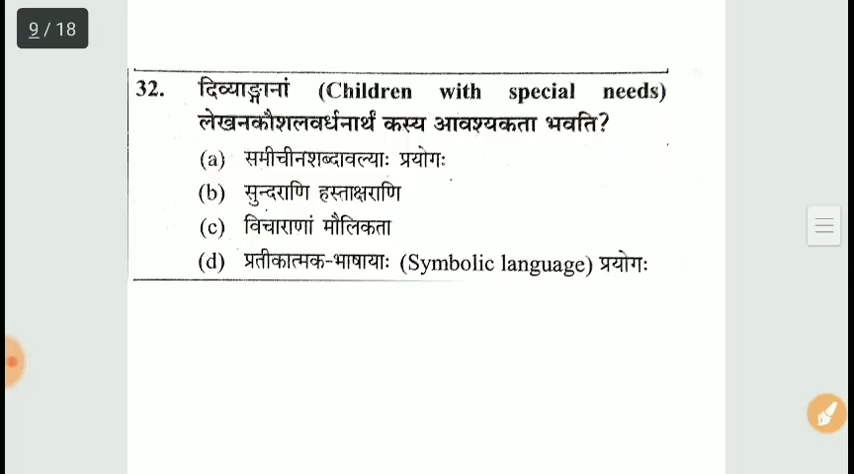 9 / 18
32. दिव्याङ्गानां (Children with special needs)
लेखनकौशलवर्धनार्थं कस्य आवश्यकता भवति?
(a) समीचीनशब्दावल्याः प्रयोगः
(b) सुन्दराणि हस्ताक्षराणि
(c) विचाराणां मौलिकता
(d) प्रतीकात्मक-भाषायाः (Symbolic language) प्रयोगः